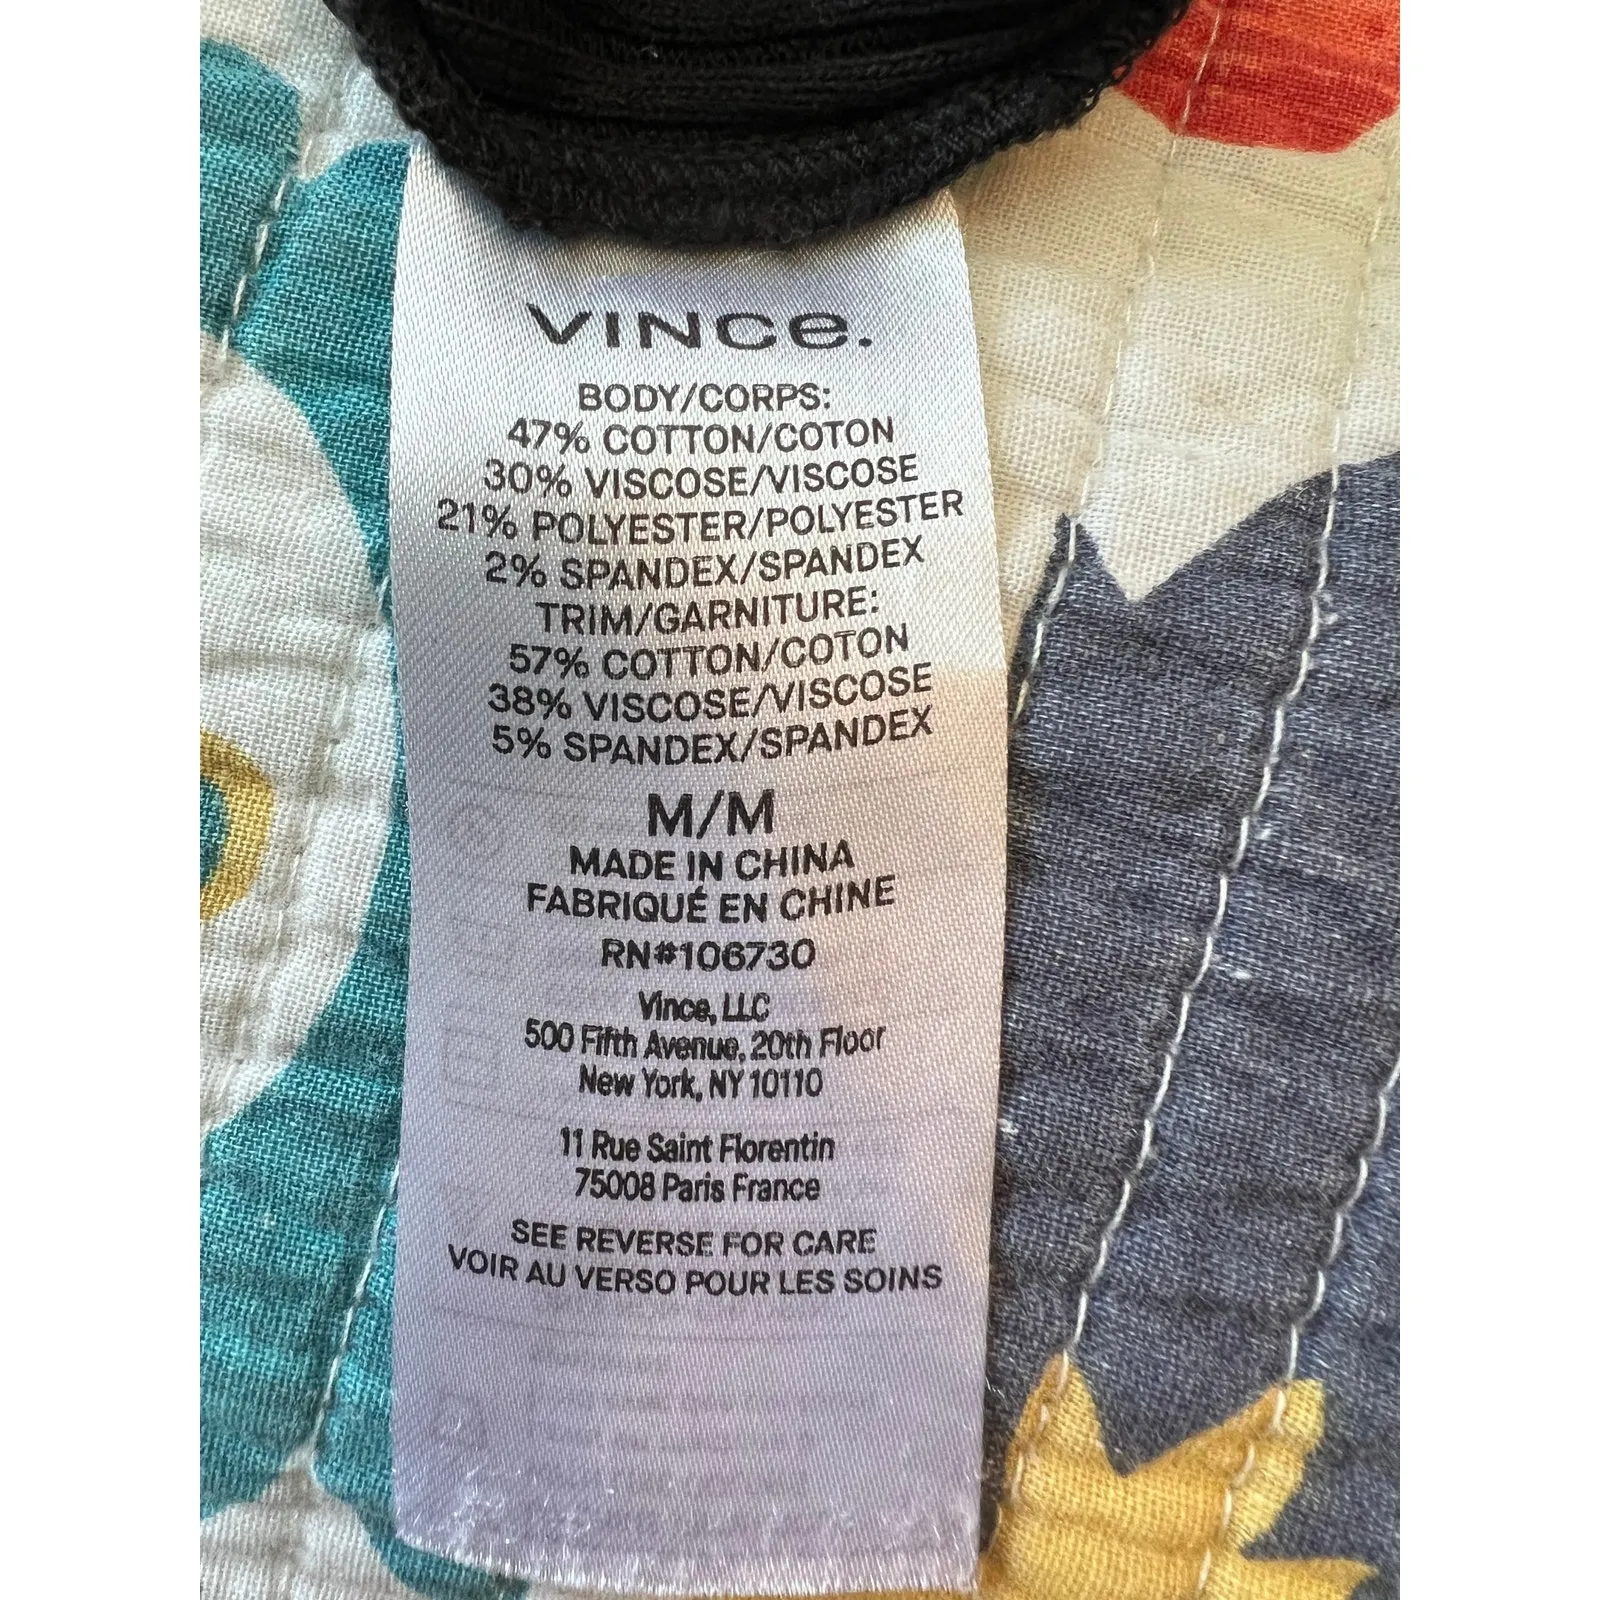 VINCe.
BODY/CORPS:
47% COTTON/COTON
30% VISCOSE/VISCOSE
21% POLYESTER/POLYESTER
2% SPANDEX/SPANDEX
TRIM/GARNITURE:
57% COTTON/COTON
38% VISCOSE/VISCOSE
5% SPANDEX/SPANDEX
M/M
MADE IN CHINA
FABRIQUÉ EN CHINE
RN#106730
Vince, LLC
500 Fifth Avenue, 20th Floor
New York, NY 10110
11 Rue Saint Florentin
75008 Paris France
SEE REVERSE FOR CARE
VOIR AU VERSO POUR LES SOINS